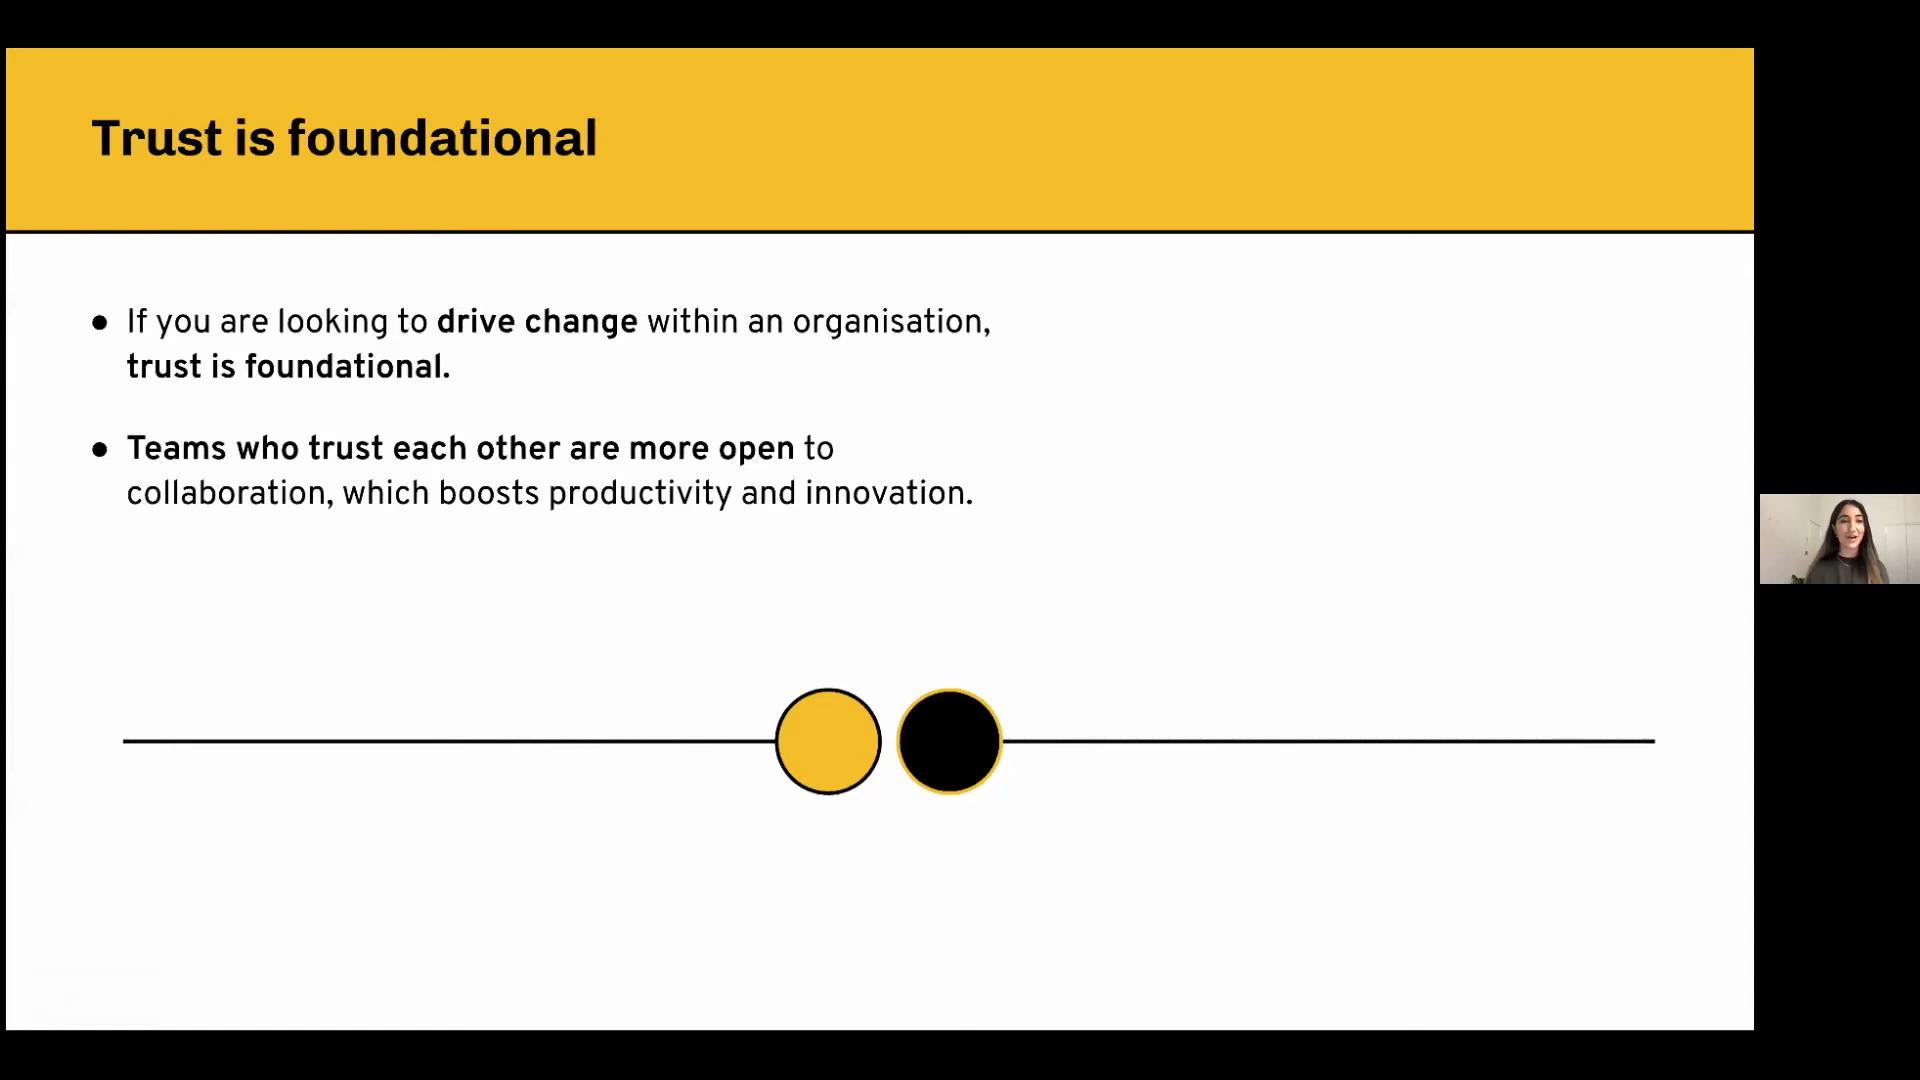 Trust is foundational
● If you are looking to drive change within an organisation,
trust is foundational.
● Teams who trust each other are more open to
collaboration, which boosts productivity and innovation.